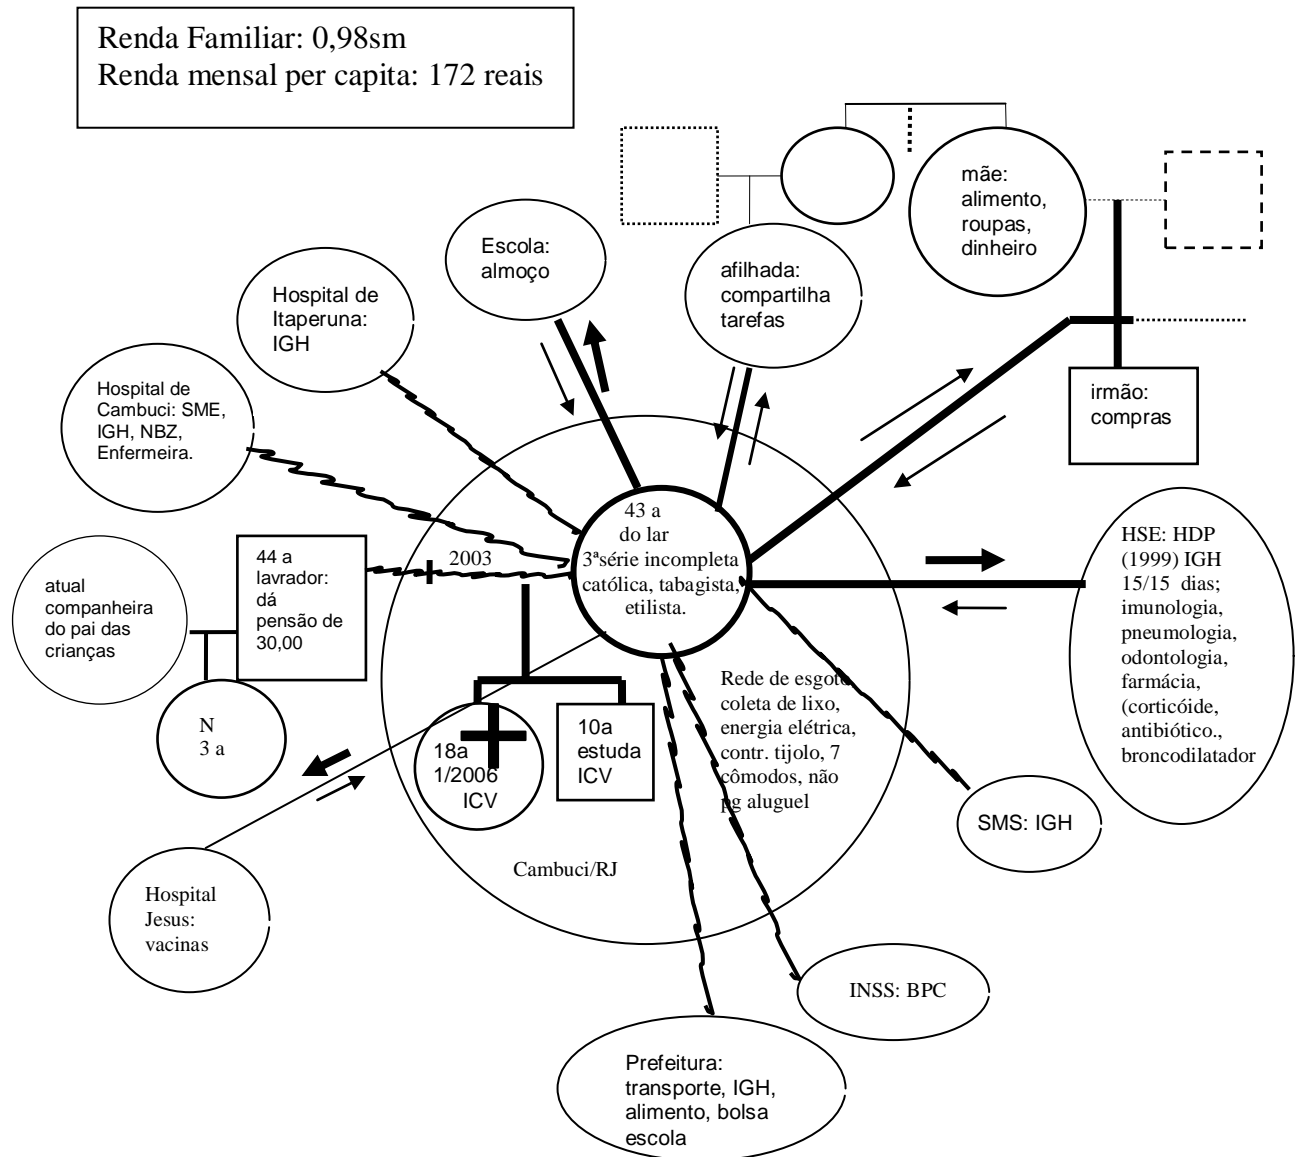 Renda Familiar: 0,98sm
Renda mensal per capita: 172 reais
mãe:
alimento,
roupas,
dinheiro
Escola:
almoço
afilhada:
compartilha
tarefas
Hospital de
Itaperuna:
IGH
Hospital de
Cambuci: SME,
IGH, NBZ,
Enfermeira.
irmão:
compras
43 a
do lar
3ªsérie incompleta
católica, tabagista,
etilista.
2003
44 a
lavrador:
dá
pensão de
30,00
atual
companheira
do pai das
crianças
N
3 a
HSE: HDP
(1999) IGH
15/15 dias;
imunologia,
pneumologia,
odontologia,
farmácia,
(corticóide,
antibiótico.,
broncodilatador
Rede de esgoto
coleta de lixo,
energia elétrica,
contr. tijolo, 7
cômodos, não
pg aluguel
18a
1/2006
ICV
10a
estuda
ICV
SMS: IGH
Cambuci/RJ
Hospital
Jesus:
vacinas
INSS: BPC
Prefeitura:
transporte, IGH,
alimento, bolsa
escola